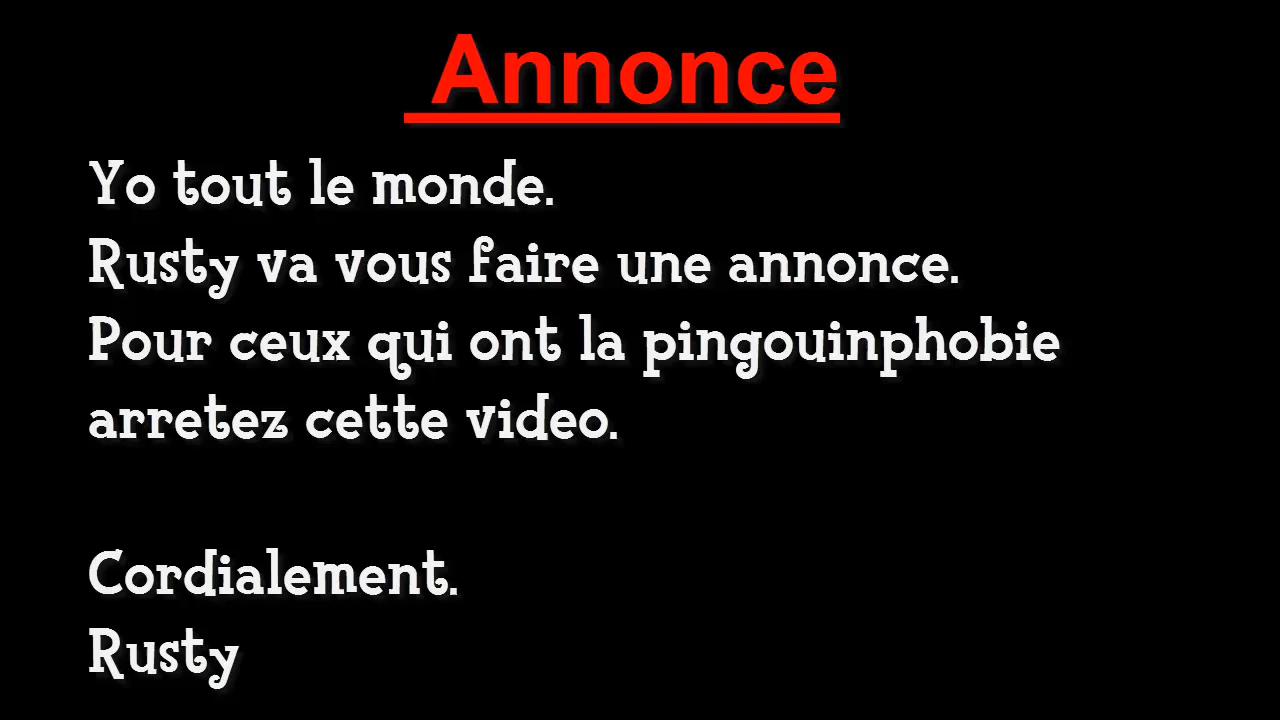 Annonce
Yo tout le monde.
Rusty va vous faire une annonce.
Pour ceux qui ont la pingouinphobie
arretez cette video.
Cordialement.
Rusty